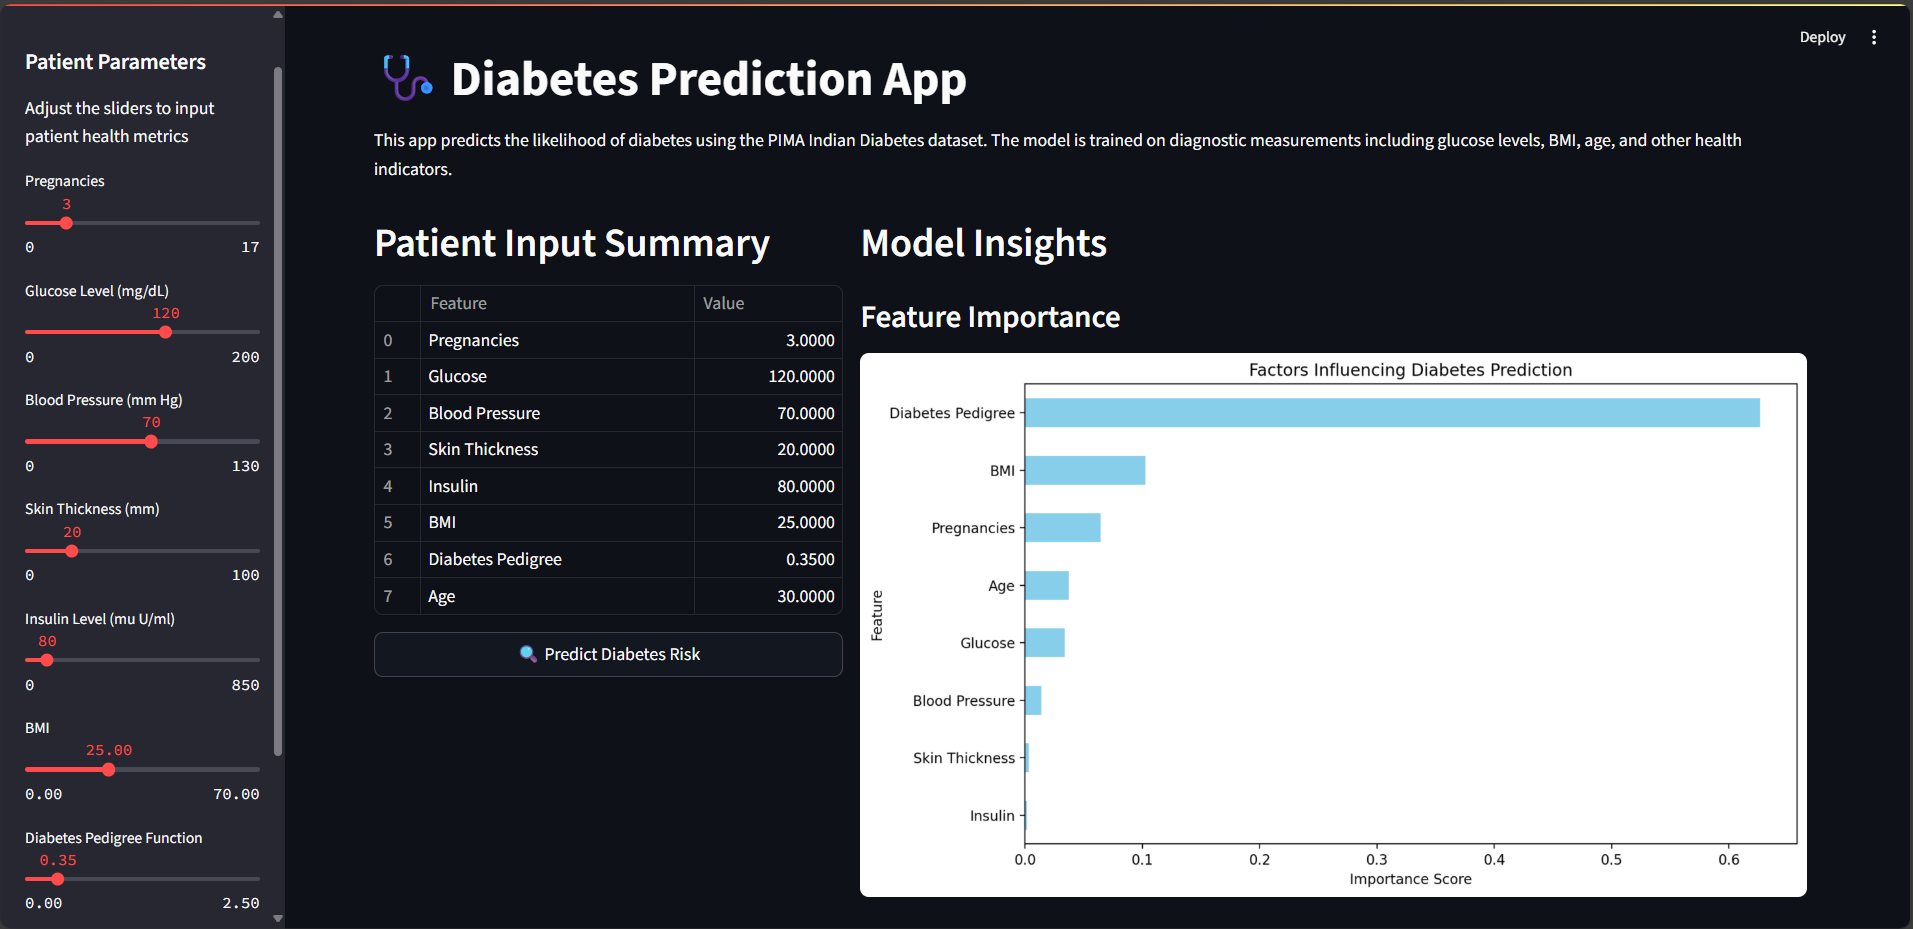 Deploy
Patient Parameters
Adjust the sliders to input
patient health metrics
Pregnancies
3
0 17
Glucose Level (mg/dL)
120
0 200
Blood Pressure (mm Hg)
70
0 130
Skin Thickness (mm)
20
0 100
Insulin Level (mu U/ml)
80
0 850
BMI
25.00
0.00 70.00
Diabetes Pedigree Function
0.35
0.00 2.50
Diabetes Prediction App
This app predicts the likelihood of diabetes using the PIMA Indian Diabetes dataset. The model is trained on diagnostic measurements including glucose levels, BMI, age, and other health
indicators.
Patient Input Summary
Feature Value
0 Pregnancies 3.0000
1 Glucose 120.0000
2 Blood Pressure 70.0000
3 Skin Thickness 20.0000
4 Insulin 80.0000
5 BMI 25.0000
6 Diabetes Pedigree 0.3500
7 Age 30.0000
Predict Diabetes Risk
Model Insights
Feature Importance
Factors Influencing Diabetes Prediction
Feature
Diabetes Pedigree
BMI
Pregnancies
Age
Glucose
Blood Pressure
Skin Thickness
Insulin
0.0 0.1 0.2 0.3 0.4 0.5 0.6
Importance Score